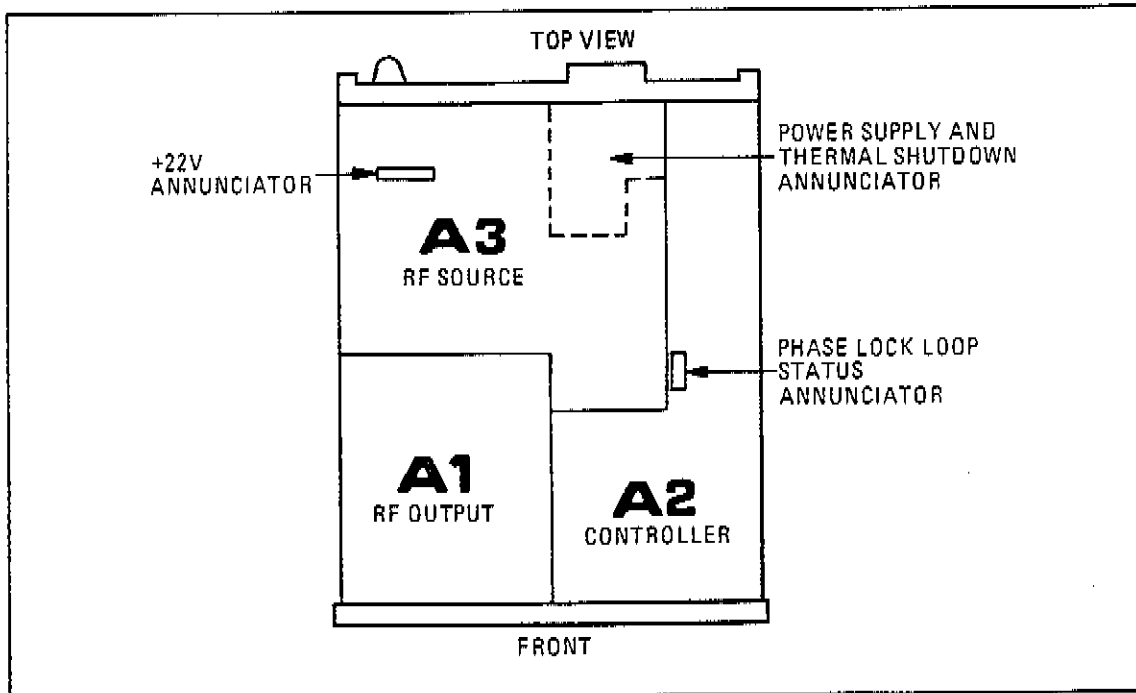 TOP VIEW
+22V
ANNUNCIATOR
POWER SUPPLY AND
THERMAL SHUTDOWN
ANNUNCIATOR
A3
RF SOURCE
PHASE LOCK LOOP
STATUS
ANNUNCIATOR
A1
RF OUTPUT
A2
CONTROLLER
FRONT